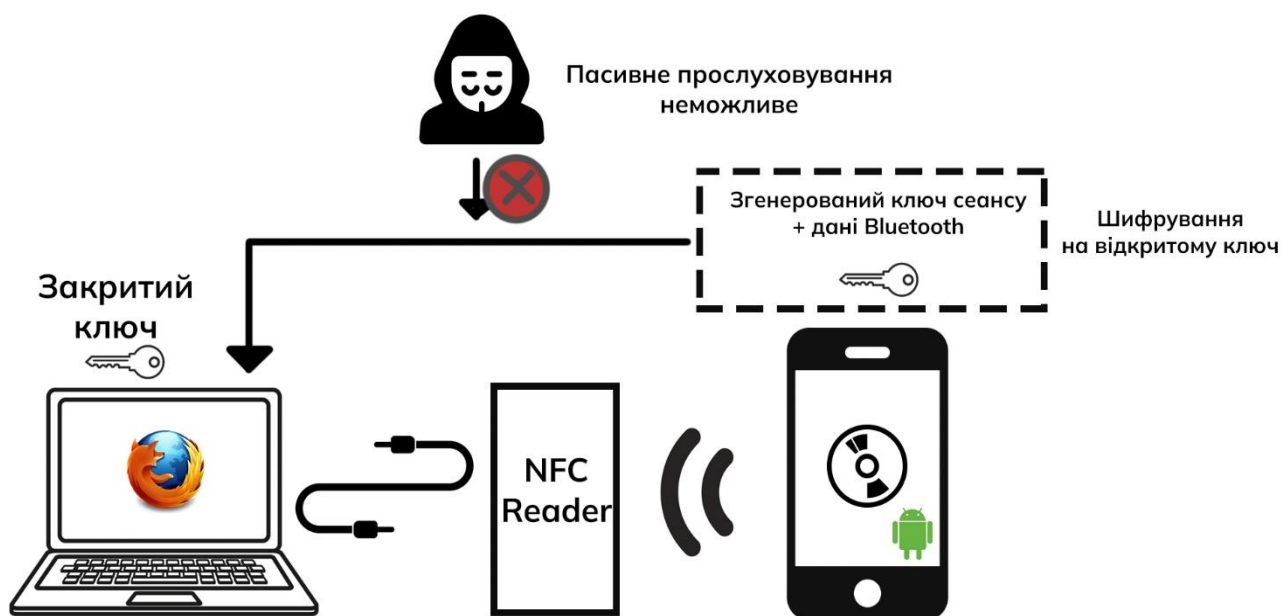 Пасивне прослуховування
неможливе
Згенерований ключ сеансу
+ дані Bluetooth
Шифрування
на відкритому ключ
Закритий
ключ
NFC
Reader